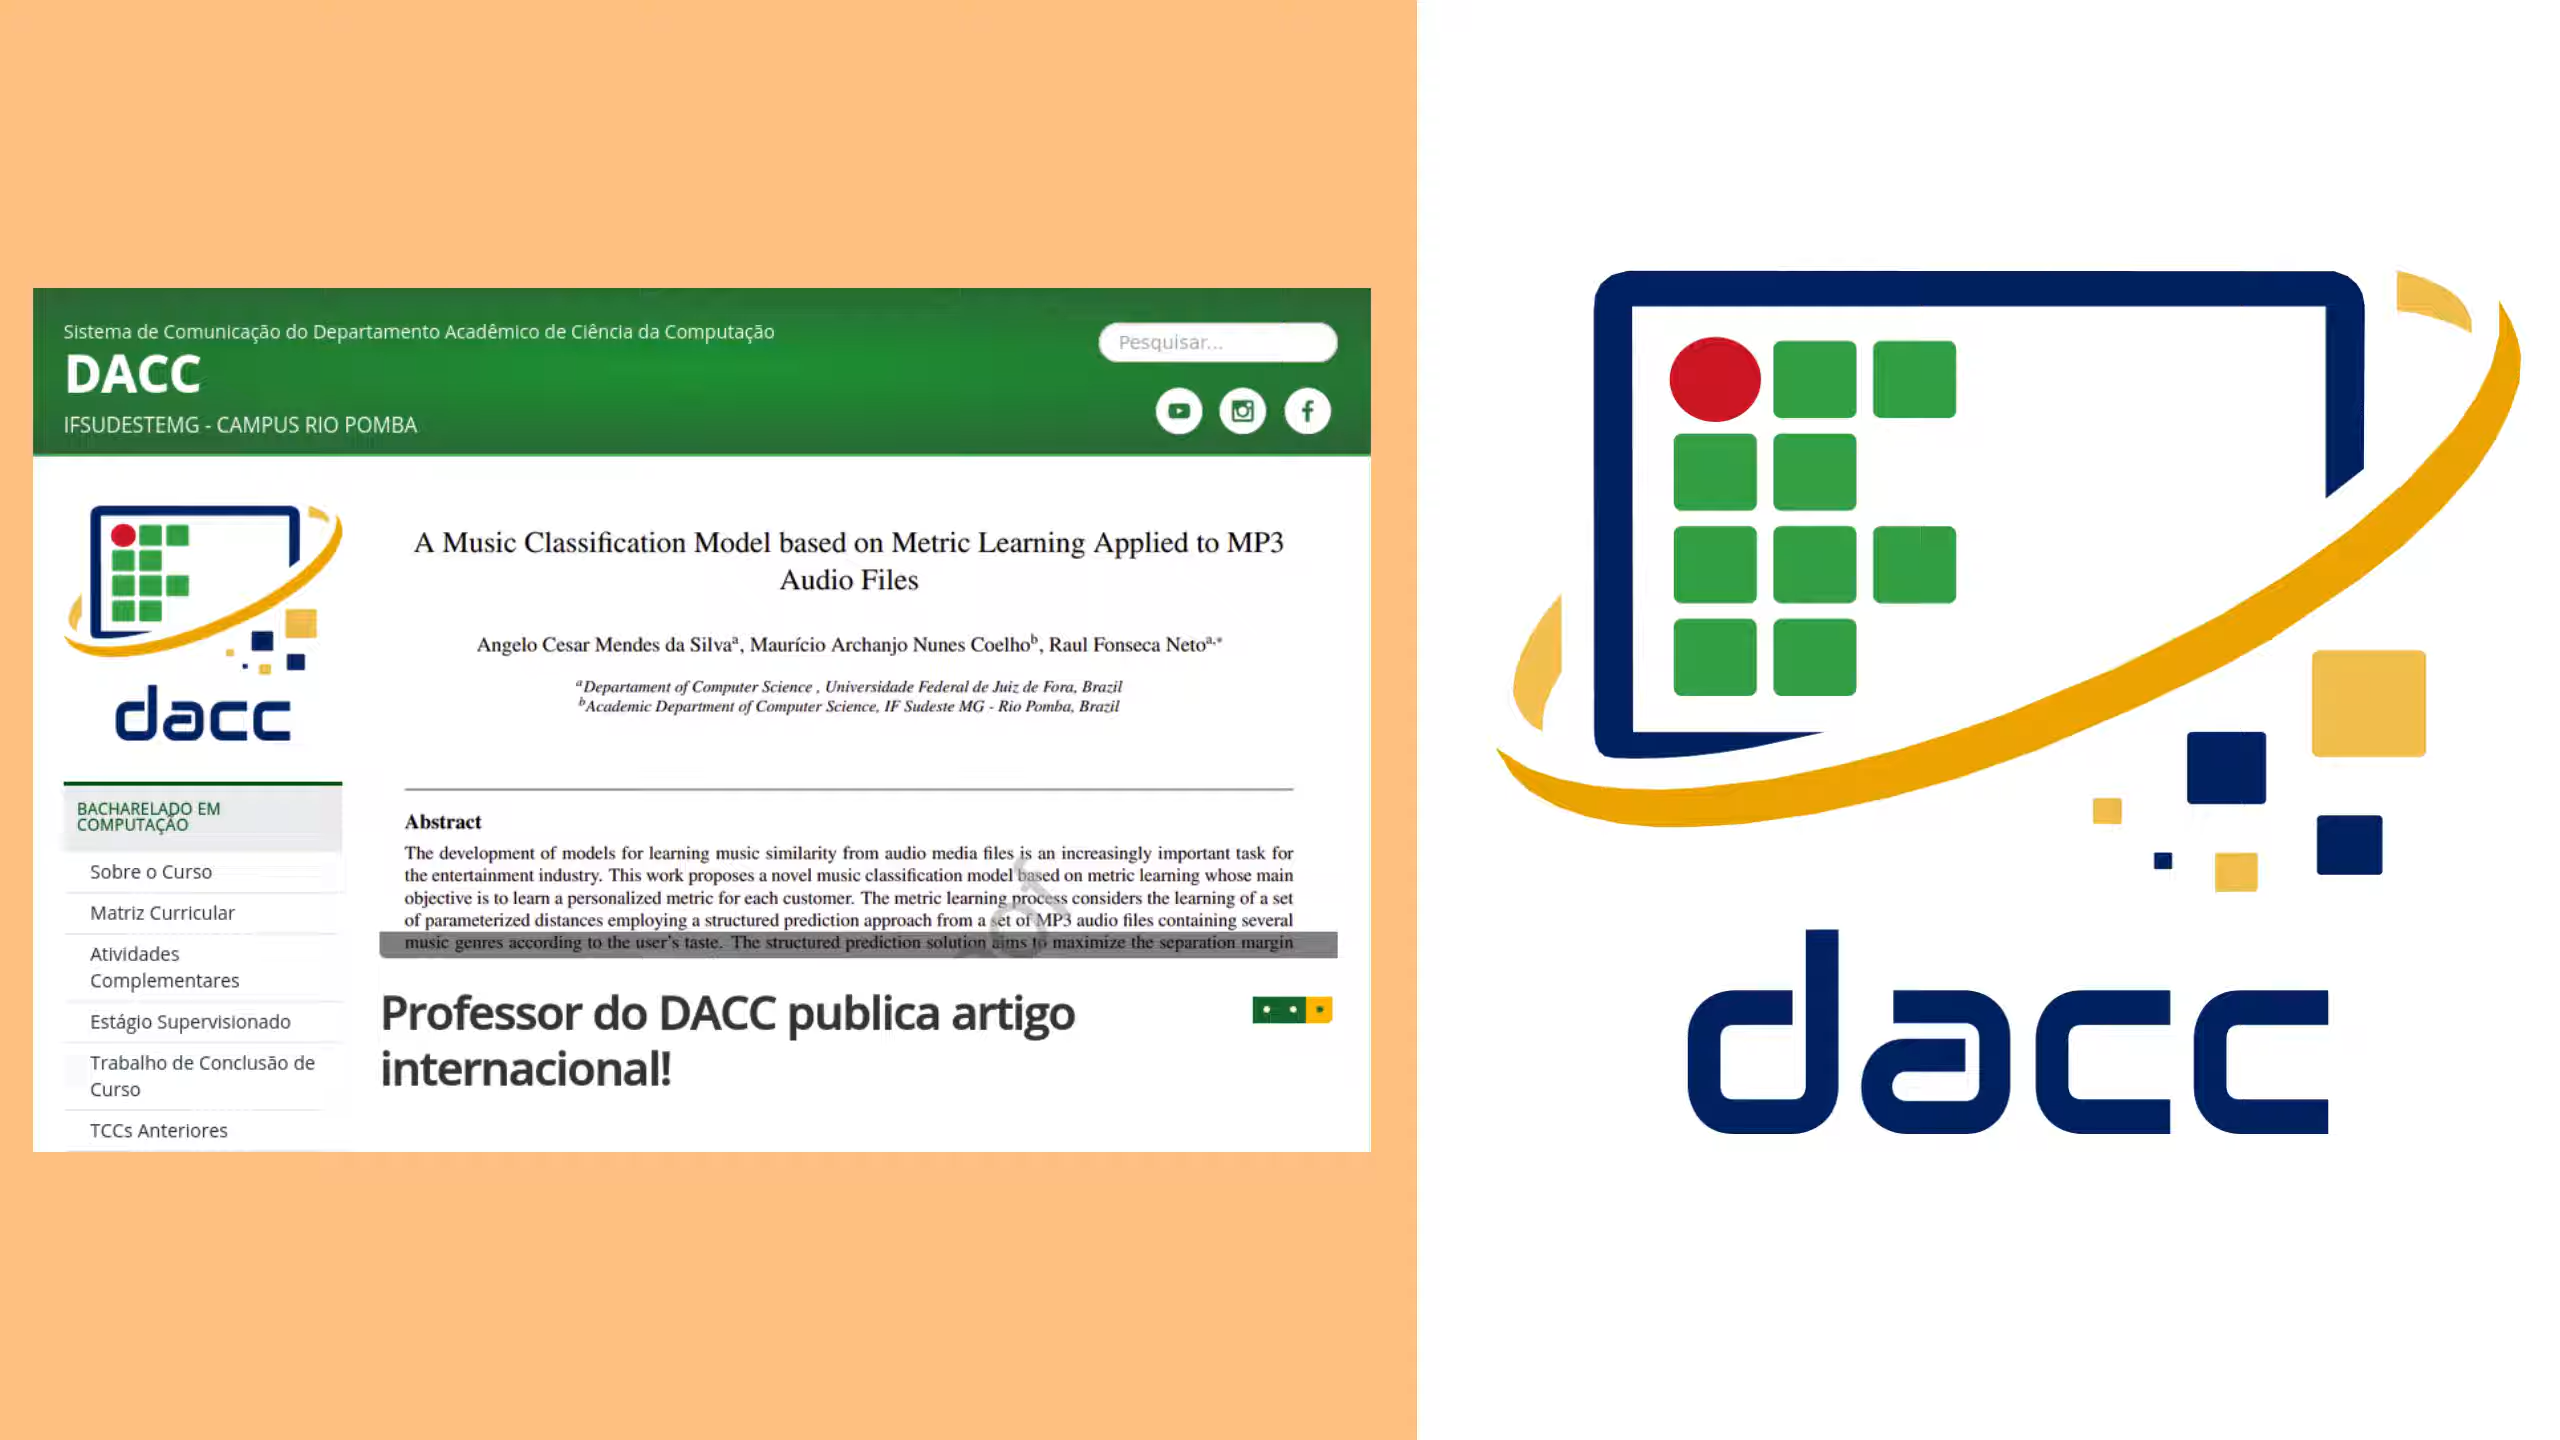 Sistema de Comunicação do Departamento Acadêmico de Ciência da Computação
DACC
IFSUDESTEMG - CAMPUS RIO POMBA
Pesquisar...
dacc
BACHARELADO EM
COMPUTAÇÃO
Sobre o Curso
Matriz Curricular
Atividades
Complementares
Estágio Supervisionado
Trabalho de Conclusão de
Curso
TCCs Anteriores
A Music Classification Model based on Metric Learning Applied to MP3
Audio Files
Angelo Cesar Mendes da Silvaᵃ, Maurício Archanjo Nunes Coelhoᵇ, Raul Fonseca Netoᵃ,*
ᵃDepartament of Computer Science , Universidade Federal de Juiz de Fora, Brazil
ᵇAcademic Department of Computer Science, IF Sudeste MG - Rio Pomba, Brazil
Abstract
The development of models for learning music similarity from audio media files is an increasingly important task for
the entertainment industry. This work proposes a novel music classification model based on metric learning whose main
objective is to learn a personalized metric for each customer. The metric learning process considers the learning of a set
of parameterized distances employing a structured prediction approach from a set of MP3 audio files containing several
music genres according to the user's taste. The structured prediction solution aims to maximize the separation margin
Professor do DACC publica artigo
internacional!
dacc